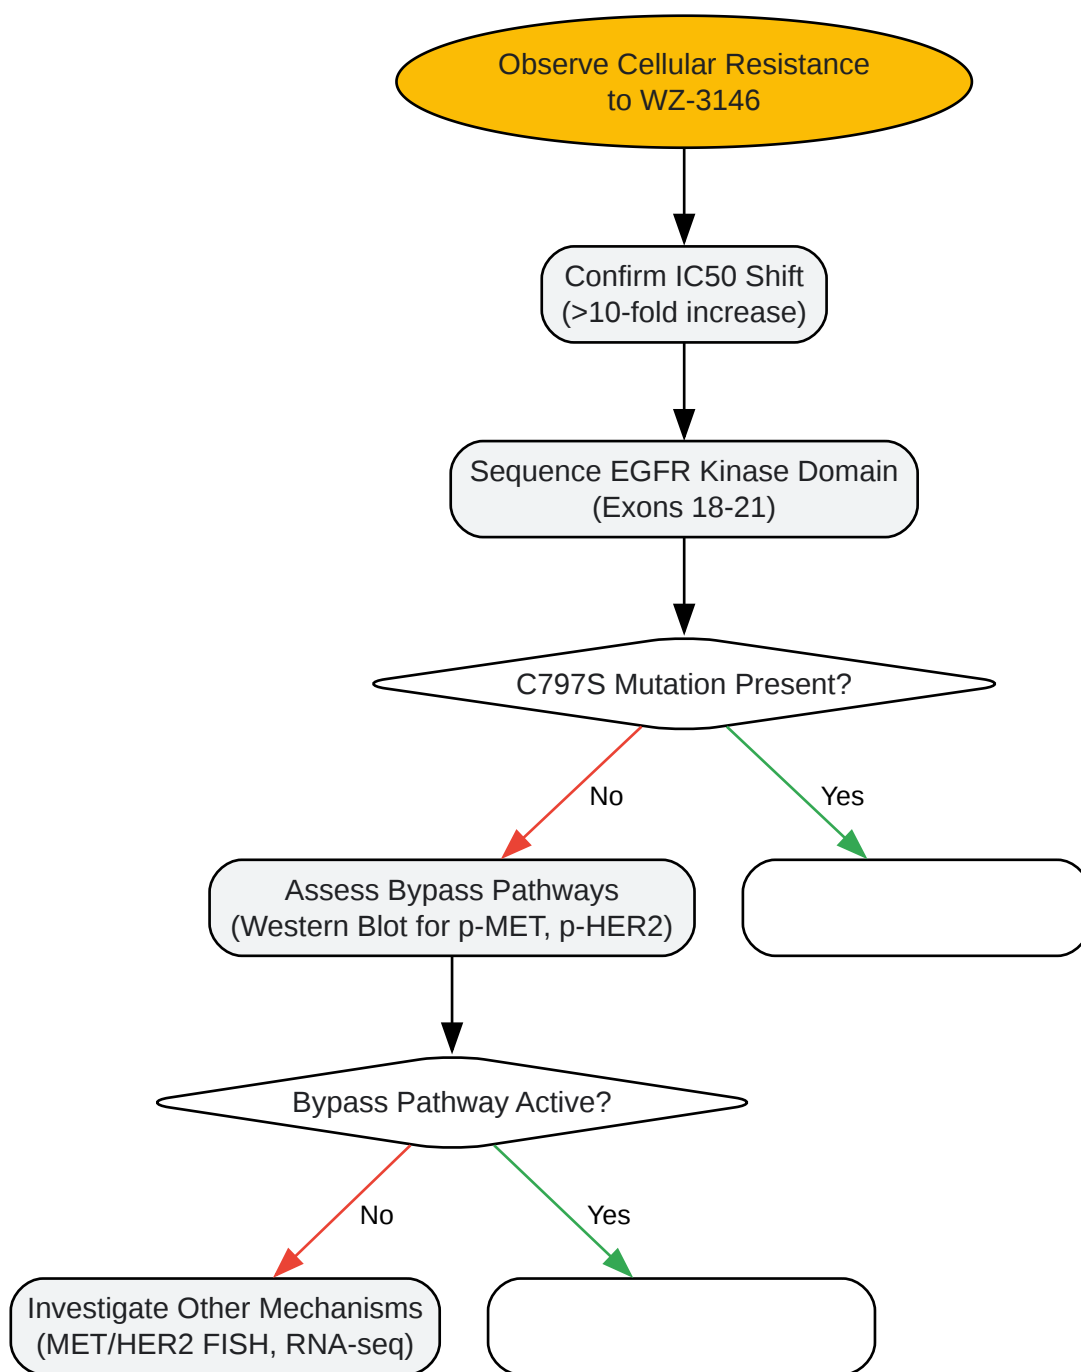 Observe Cellular Resistance
to WZ-3146
Confirm IC50 Shift
(>10-fold increase)
Sequence EGFR Kinase Domain
(Exons 18-21)
C797S Mutation Present?
No
Yes
Assess Bypass Pathways
(Western Blot for p-MET, p-HER2)
Bypass Pathway Active?
No
Yes
Investigate Other Mechanisms
(MET/HER2 FISH, RNA-seq)